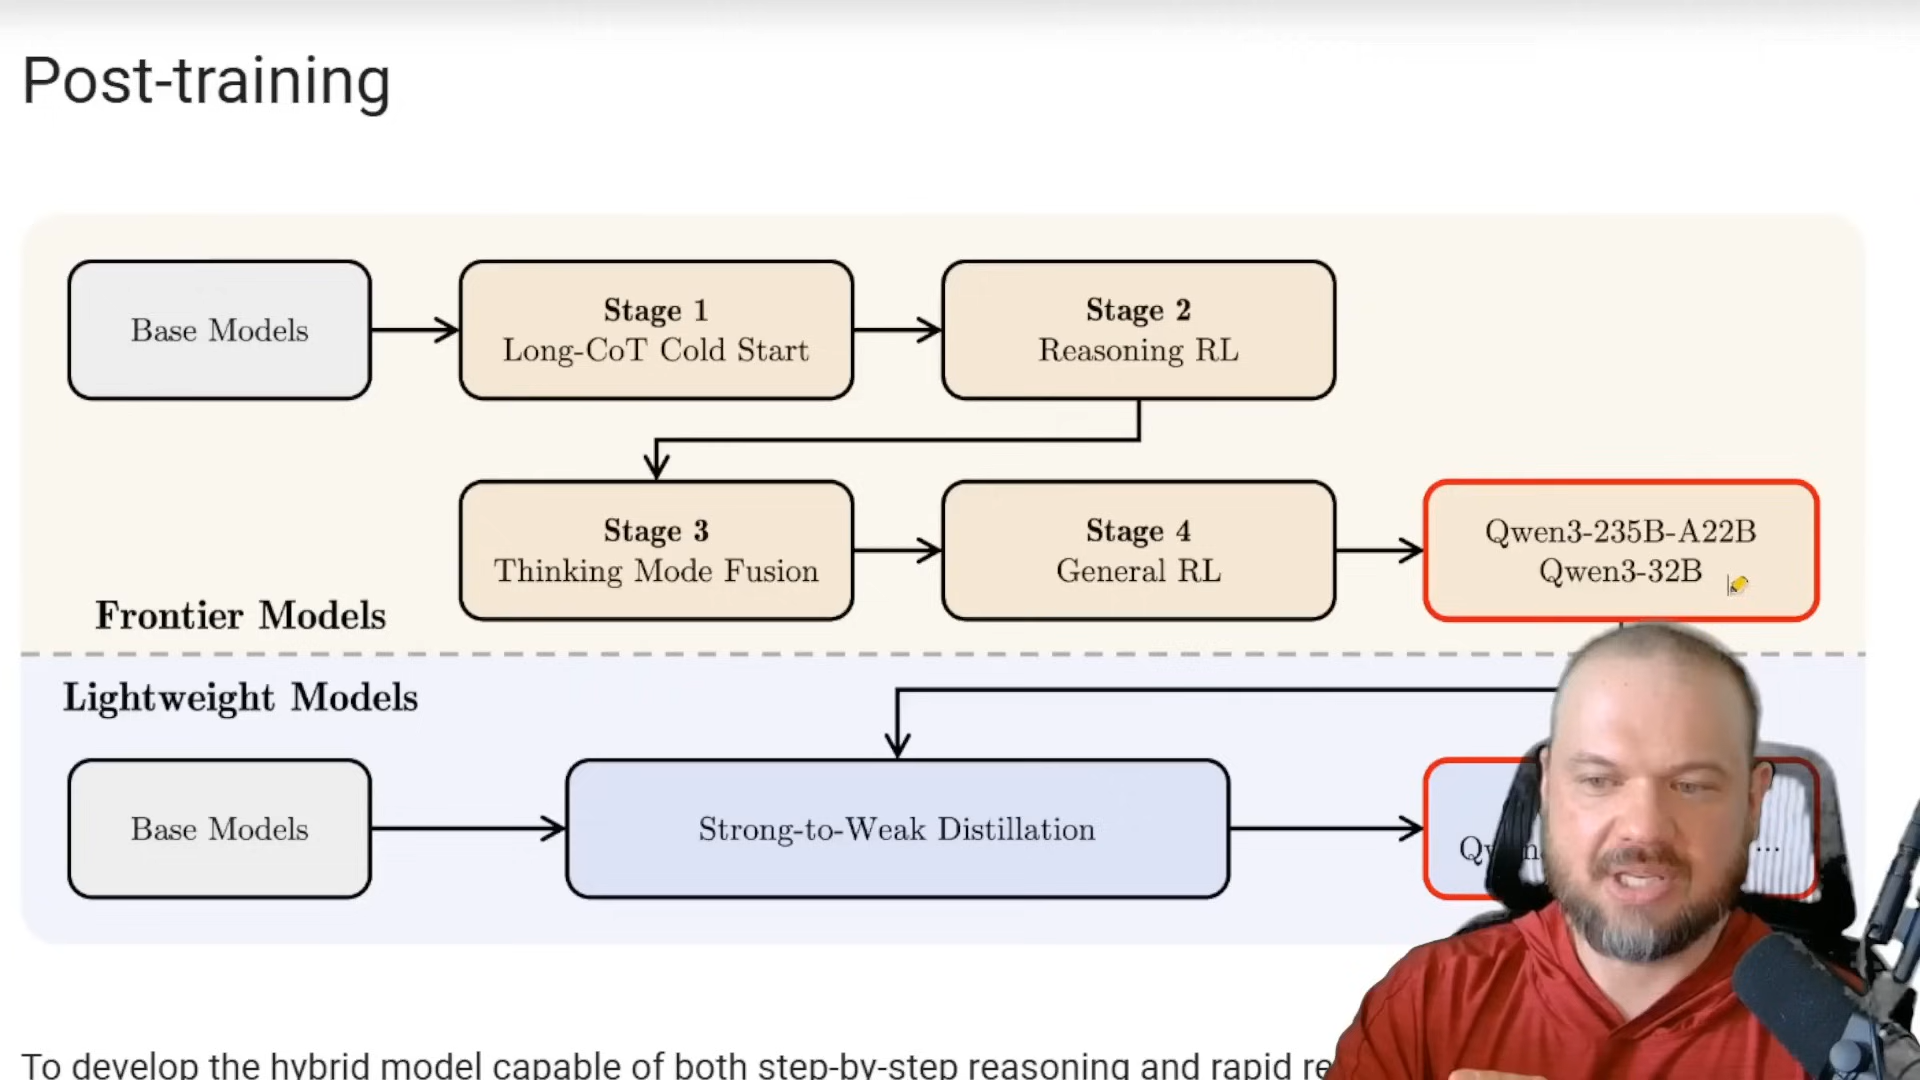 Post-training
Base Models
Stage 1
Long-CoT Cold Start
Stage 2
Reasoning RL
Stage 3
Thinking Mode Fusion
Stage 4
General RL
Qwen3-235B-A22B
Qwen3-32B
Frontier Models
Lightweight Models
Base Models
Strong-to-Weak Distillation
...
To develop the hybrid model capable of both step-by-step reasoning and rapid